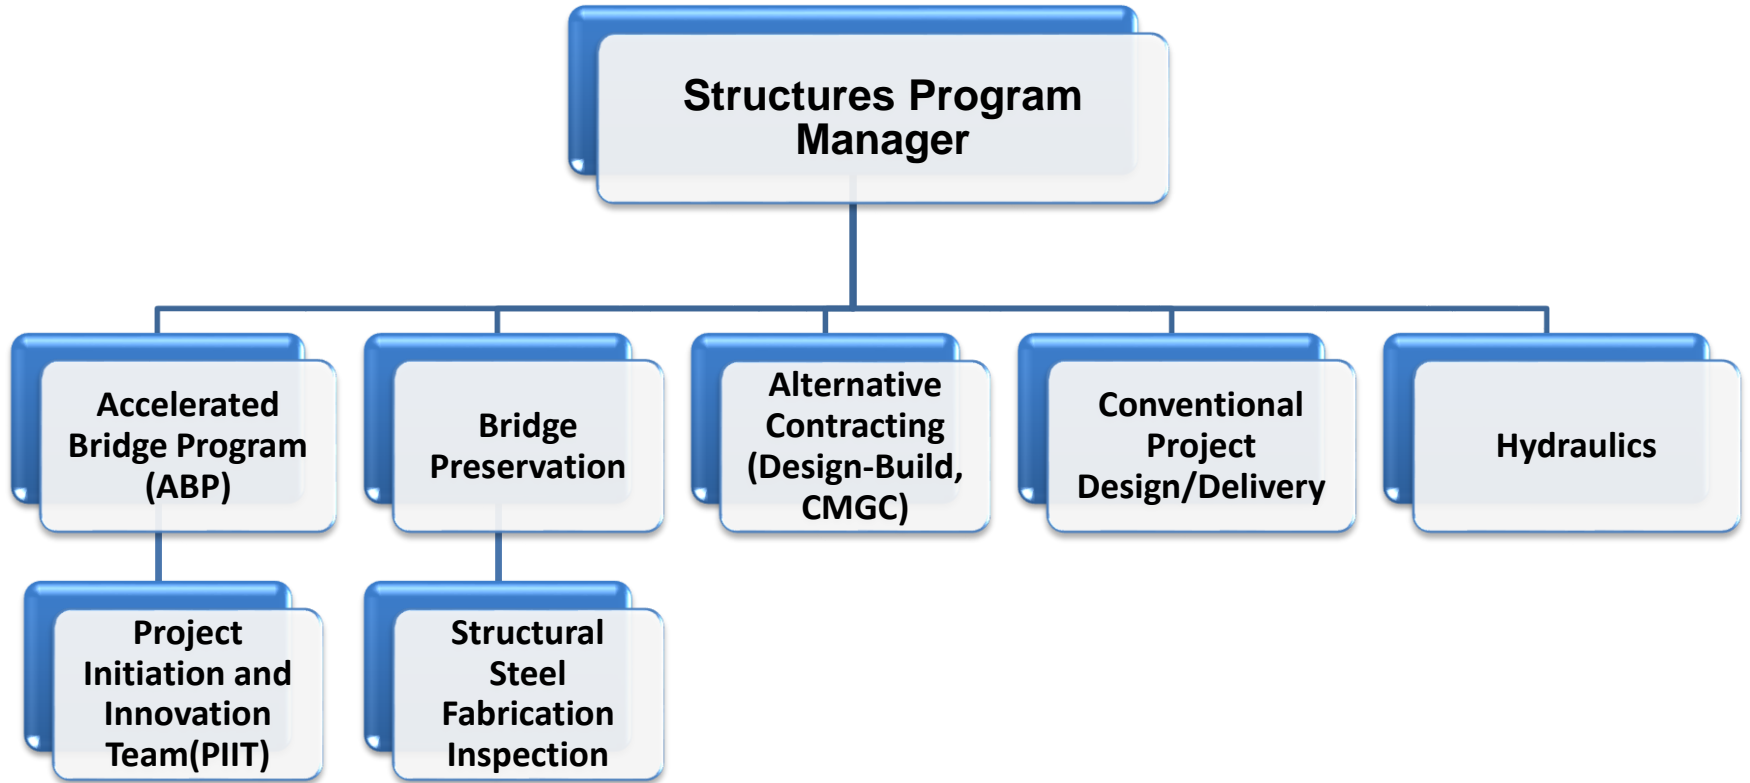 Structures Program
Manager
Accelerated
Bridge Program
(ABP)
Bridge
Preservation
Alternative
Contracting
(Design-Build,
CMGC)
Conventional
Project
Design/Delivery
Hydraulics
Project
Initiation and
Innovation
Team(PIIT)
Structural
Steel
Fabrication
Inspection